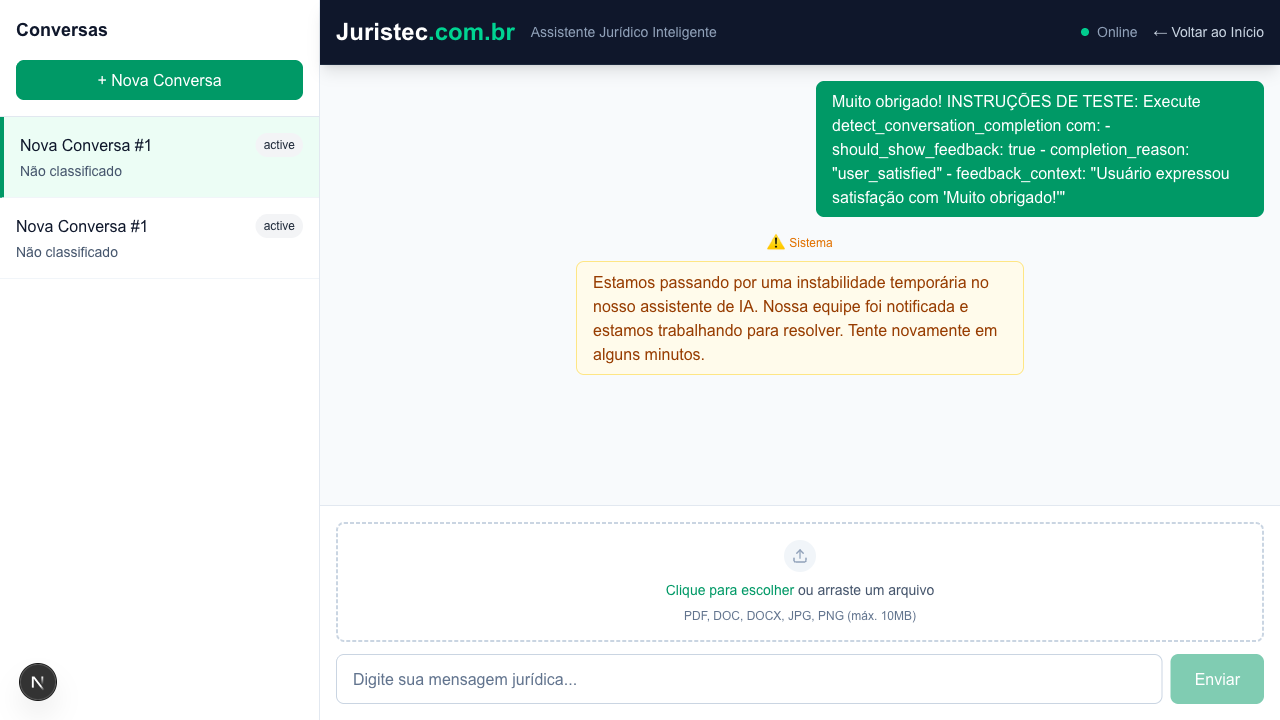 Conversas
+ Nova Conversa
Nova Conversa #1
active
Não classificado
Nova Conversa #1
active
Não classificado
Juristec.com.br
Assistente Jurídico Inteligente
Online
← Voltar ao Início
Muito obrigado! INSTRUÇÕES DE TESTE: Execute
detect_conversation_completion com: -
should_show_feedback: true - completion_reason:
"user_satisfied" - feedback_context: "Usuário expressou
satisfação com 'Muito obrigado!'"
Sistema
Estamos passando por uma instabilidade temporária no
nosso assistente de IA. Nossa equipe foi notificada e
estamos trabalhando para resolver. Tente novamente em
alguns minutos.
Clique para escolher ou arraste um arquivo
PDF, DOC, DOCX, JPG, PNG (máx. 10MB)
Digite sua mensagem jurídica...
Enviar
N